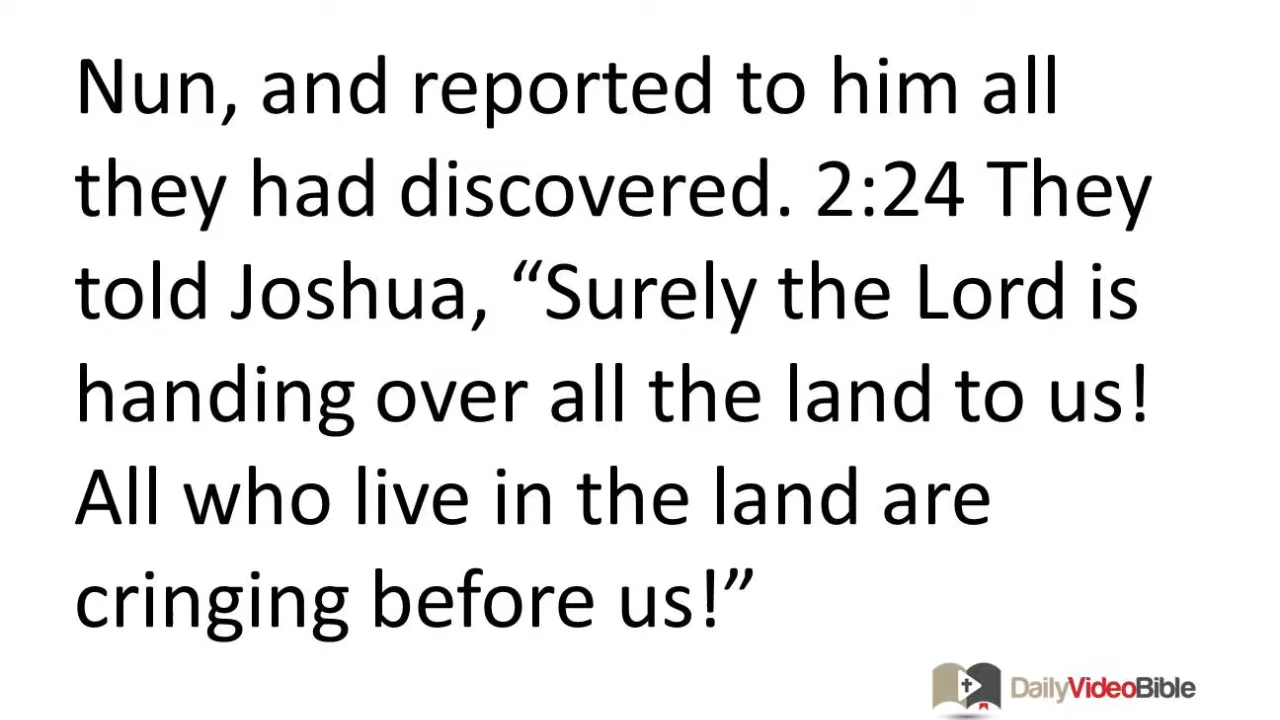 Nun, and reported to him all
they had discovered. 2:24 They
told Joshua, “Surely the Lord is
handing over all the land to us!
All who live in the land are
cringing before us!”
DailyVideoBible